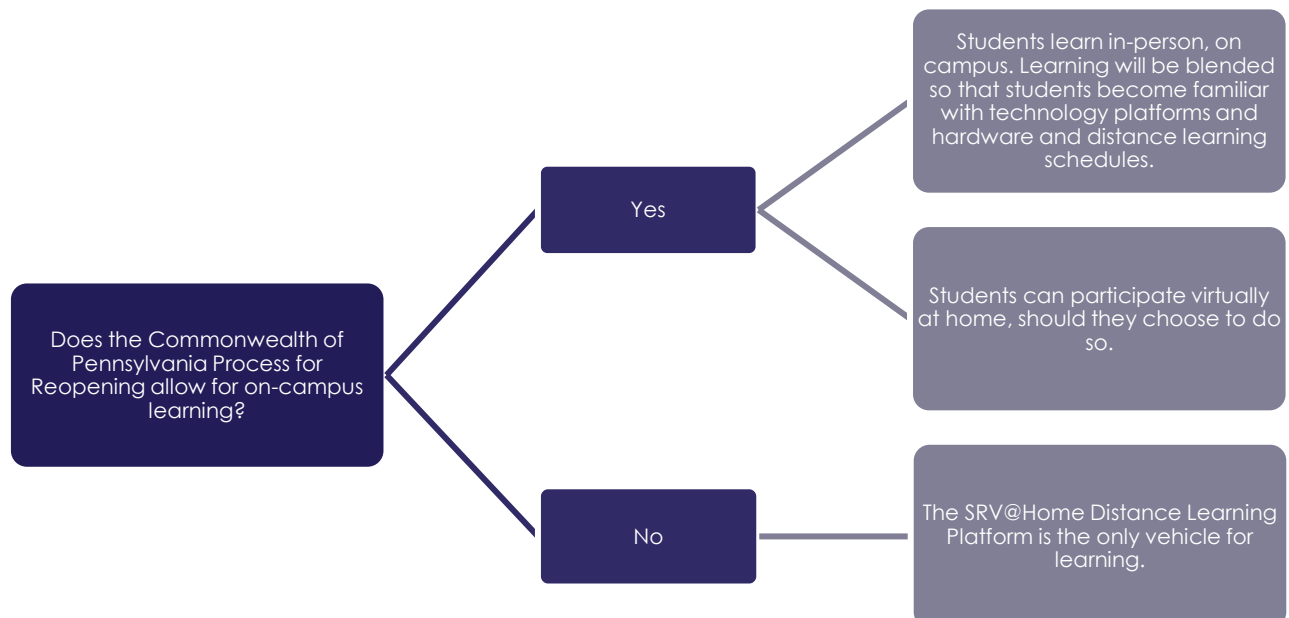 Does the Commonwealth of
Pennsylvania Process for
Reopening allow for on-campus
learning?
Yes
Students learn in-person, on
campus. Learning will be blended
so that students become familiar
with technology platforms and
hardware and distance learning
schedules.
Students can participate virtually
at home, should they choose to do
so.
No
The SRV@Home Distance Learning
Platform is the only vehicle for
learning.